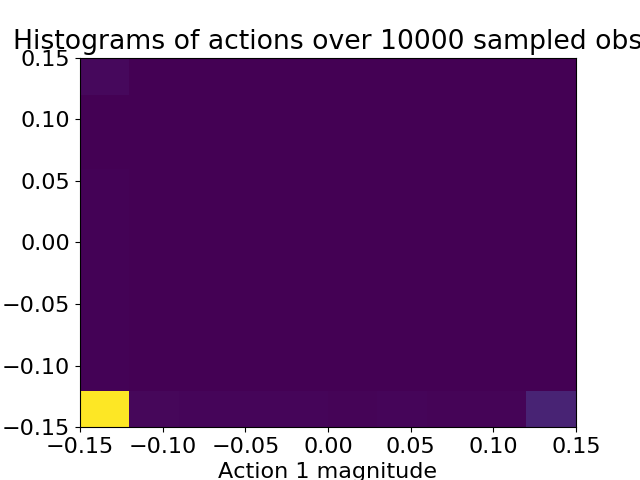 Histograms of actions over 10000 sampled obs
0.15
0.10
0.05
0.00
−0.05
−0.10
−0.15
−0.15 −0.10 −0.05 0.00 0.05 0.10 0.15
Action 1 magnitude